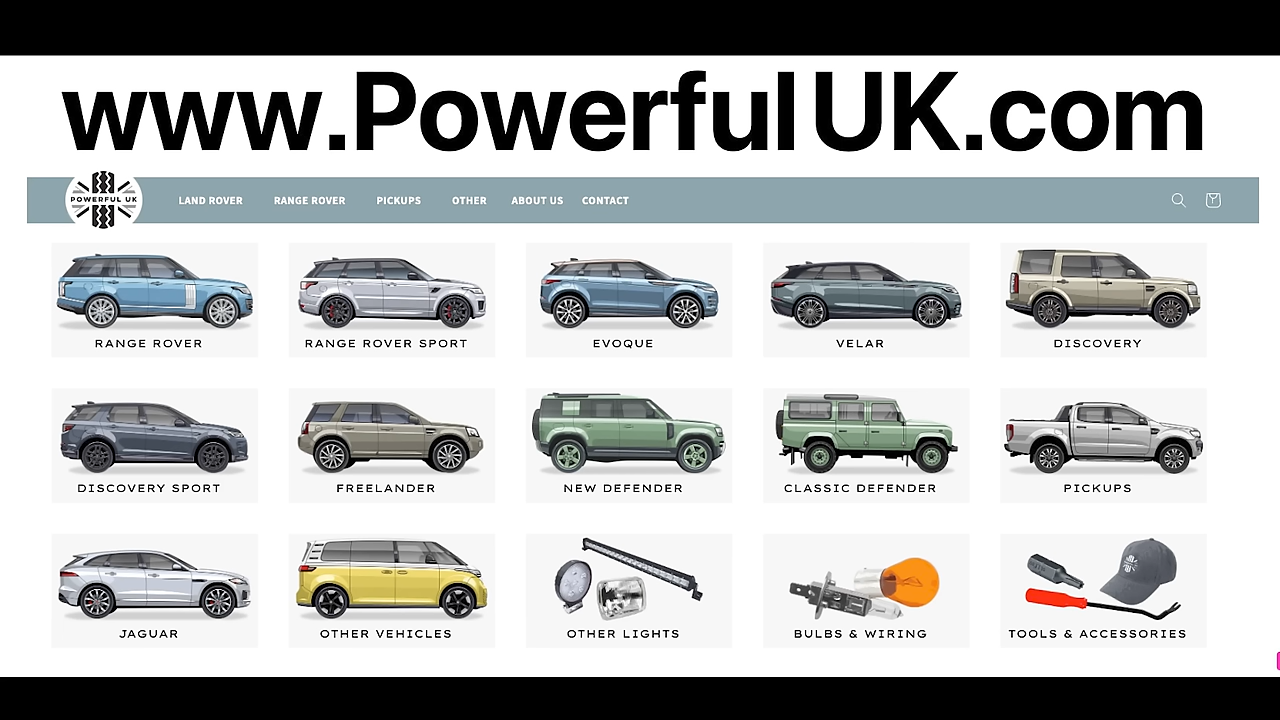 www.PowerfulUK.com
POWERFUL UK
LAND ROVER RANGE ROVER PICKUPS OTHER ABOUT US CONTACT
RANGE ROVER
RANGE ROVER SPORT
EVOQUE
VELAR
DISCOVERY
DISCOVERY SPORT
FREELANDER
NEW DEFENDER
CLASSIC DEFENDER
PICKUPS
JAGUAR
OTHER VEHICLES
OTHER LIGHTS
BULBS & WIRING
TOOLS & ACCESSORIES